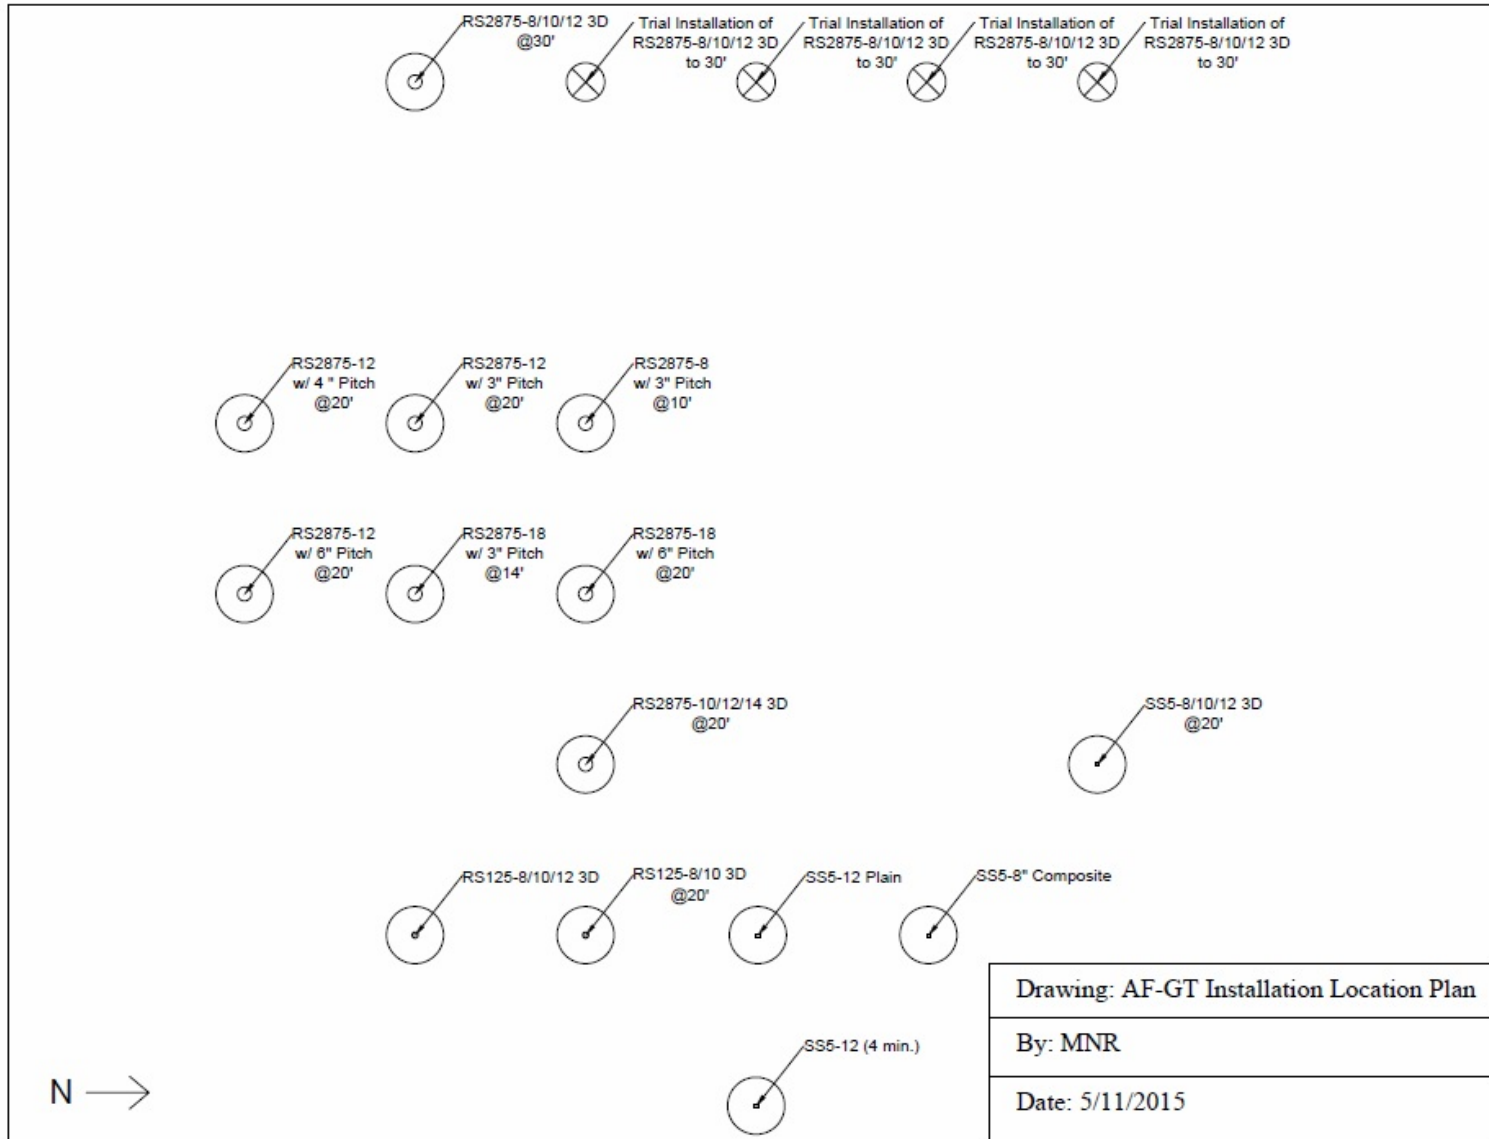 RS2875-8/10/12 3D
@30'
Trial Installation of
RS2875-8/10/12 3D
to 30'
Trial Installation of
RS2875-8/10/12 3D
to 30'
Trial Installation of
RS2875-8/10/12 3D
to 30'
Trial Installation of
RS2875-8/10/12 3D
to 30'
RS2875-12
w/ 4 " Pitch
@20'
RS2875-12
w/ 3" Pitch
@20'
RS2875-8
w/ 3" Pitch
@10'
RS2875-12
w/ 6" Pitch
@20'
RS2875-18
w/ 3" Pitch
@14'
RS2875-18
w/ 6" Pitch
@20'
RS2875-10/12/14 3D
@20'
SS5-8/10/12 3D
@20'
RS125-8/10/12 3D
RS125-8/10 3D
@20'
SS5-12 Plain
SS5-8" Composite
SS5-12 (4 min.)
N
Drawing: AF-GT Installation Location Plan
By: MNR
Date: 5/11/2015